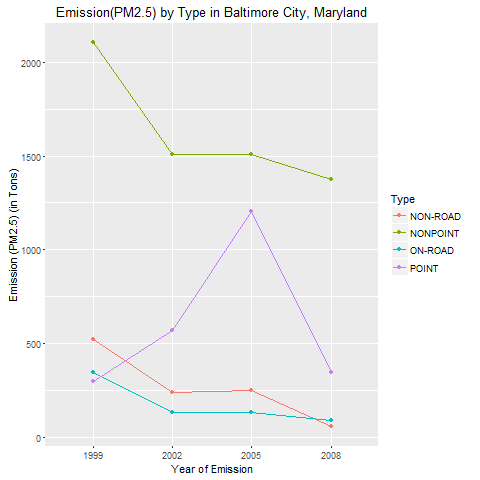 Emission(PM2.5) by Type in Baltimore City, Maryland
Emission (PM2.5) (in Tons)
2000
1500
1000
500
0
1999 2002 2005 2008
Year of Emission
Type
NON-ROAD
NONPOINT
ON-ROAD
POINT